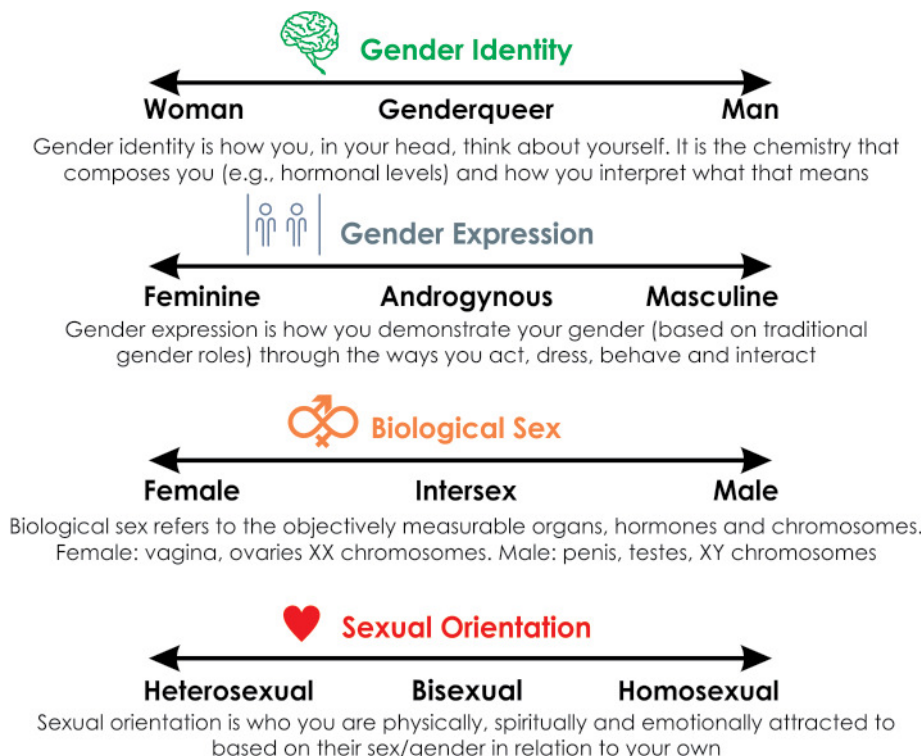 Gender Identity
Woman Genderqueer Man
Gender identity is how you, in your head, think about yourself. It is the chemistry that
composes you (e.g., hormonal levels) and how you interpret what that means
Gender Expression
Feminine Androgynous Masculine
Gender expression is how you demonstrate your gender (based on traditional
gender roles) through the ways you act, dress, behave and interact
Biological Sex
Female Intersex Male
Biological sex refers to the objectively measurable organs, hormones and chromosomes.
Female: vagina, ovaries XX chromosomes. Male: penis, testes, XY chromosomes
Sexual Orientation
Heterosexual Bisexual Homosexual
Sexual orientation is who you are physically, spiritually and emotionally attracted to
based on their sex/gender in relation to your own